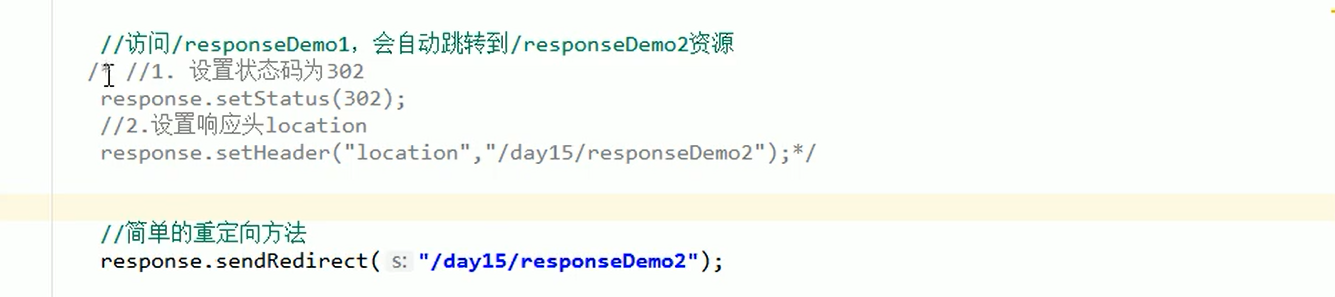 //访问/responseDemo1，会自动跳转到/responseDemo2资源
/* //1. 设置状态码为302
response.setStatus(302);
//2.设置响应头location
response.setHeader("location","/day15/responseDemo2");*/
//简单的重定向方法
response.sendRedirect( s: "/day15/responseDemo2");